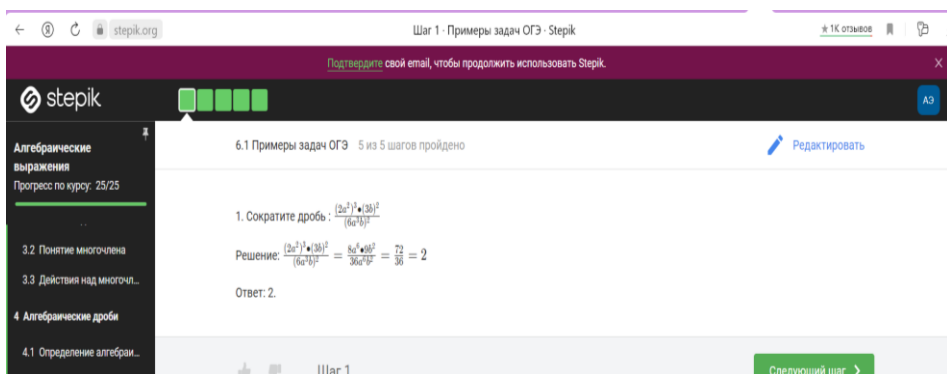 stepik.org
Шаг 1 - Примеры задач ОГЭ - Stepik
★ 1K отзывов
Подтвердите свой email, чтобы продолжить использовать Stepik.
X
stepik
АЭ
Алгебраические
выражения
Прогресс по курсу: 25/25
3.2 Понятие многочлена
3.3 Действия над многочл...
4 Алгебраические дроби
4.1 Определение алгебраи...
6.1 Примеры задач ОГЭ 5 из 5 шагов пройдено
Редактировать
1. Сократите дробь : (2a²)³•(3b)² / (6a³b)²
Решение: (2a²)³•(3b)² / (6a³b)² = 8a⁶•9b² / 36a⁶b² = 72/36 = 2
Ответ: 2.
Шаг 1
Следующий шаг >